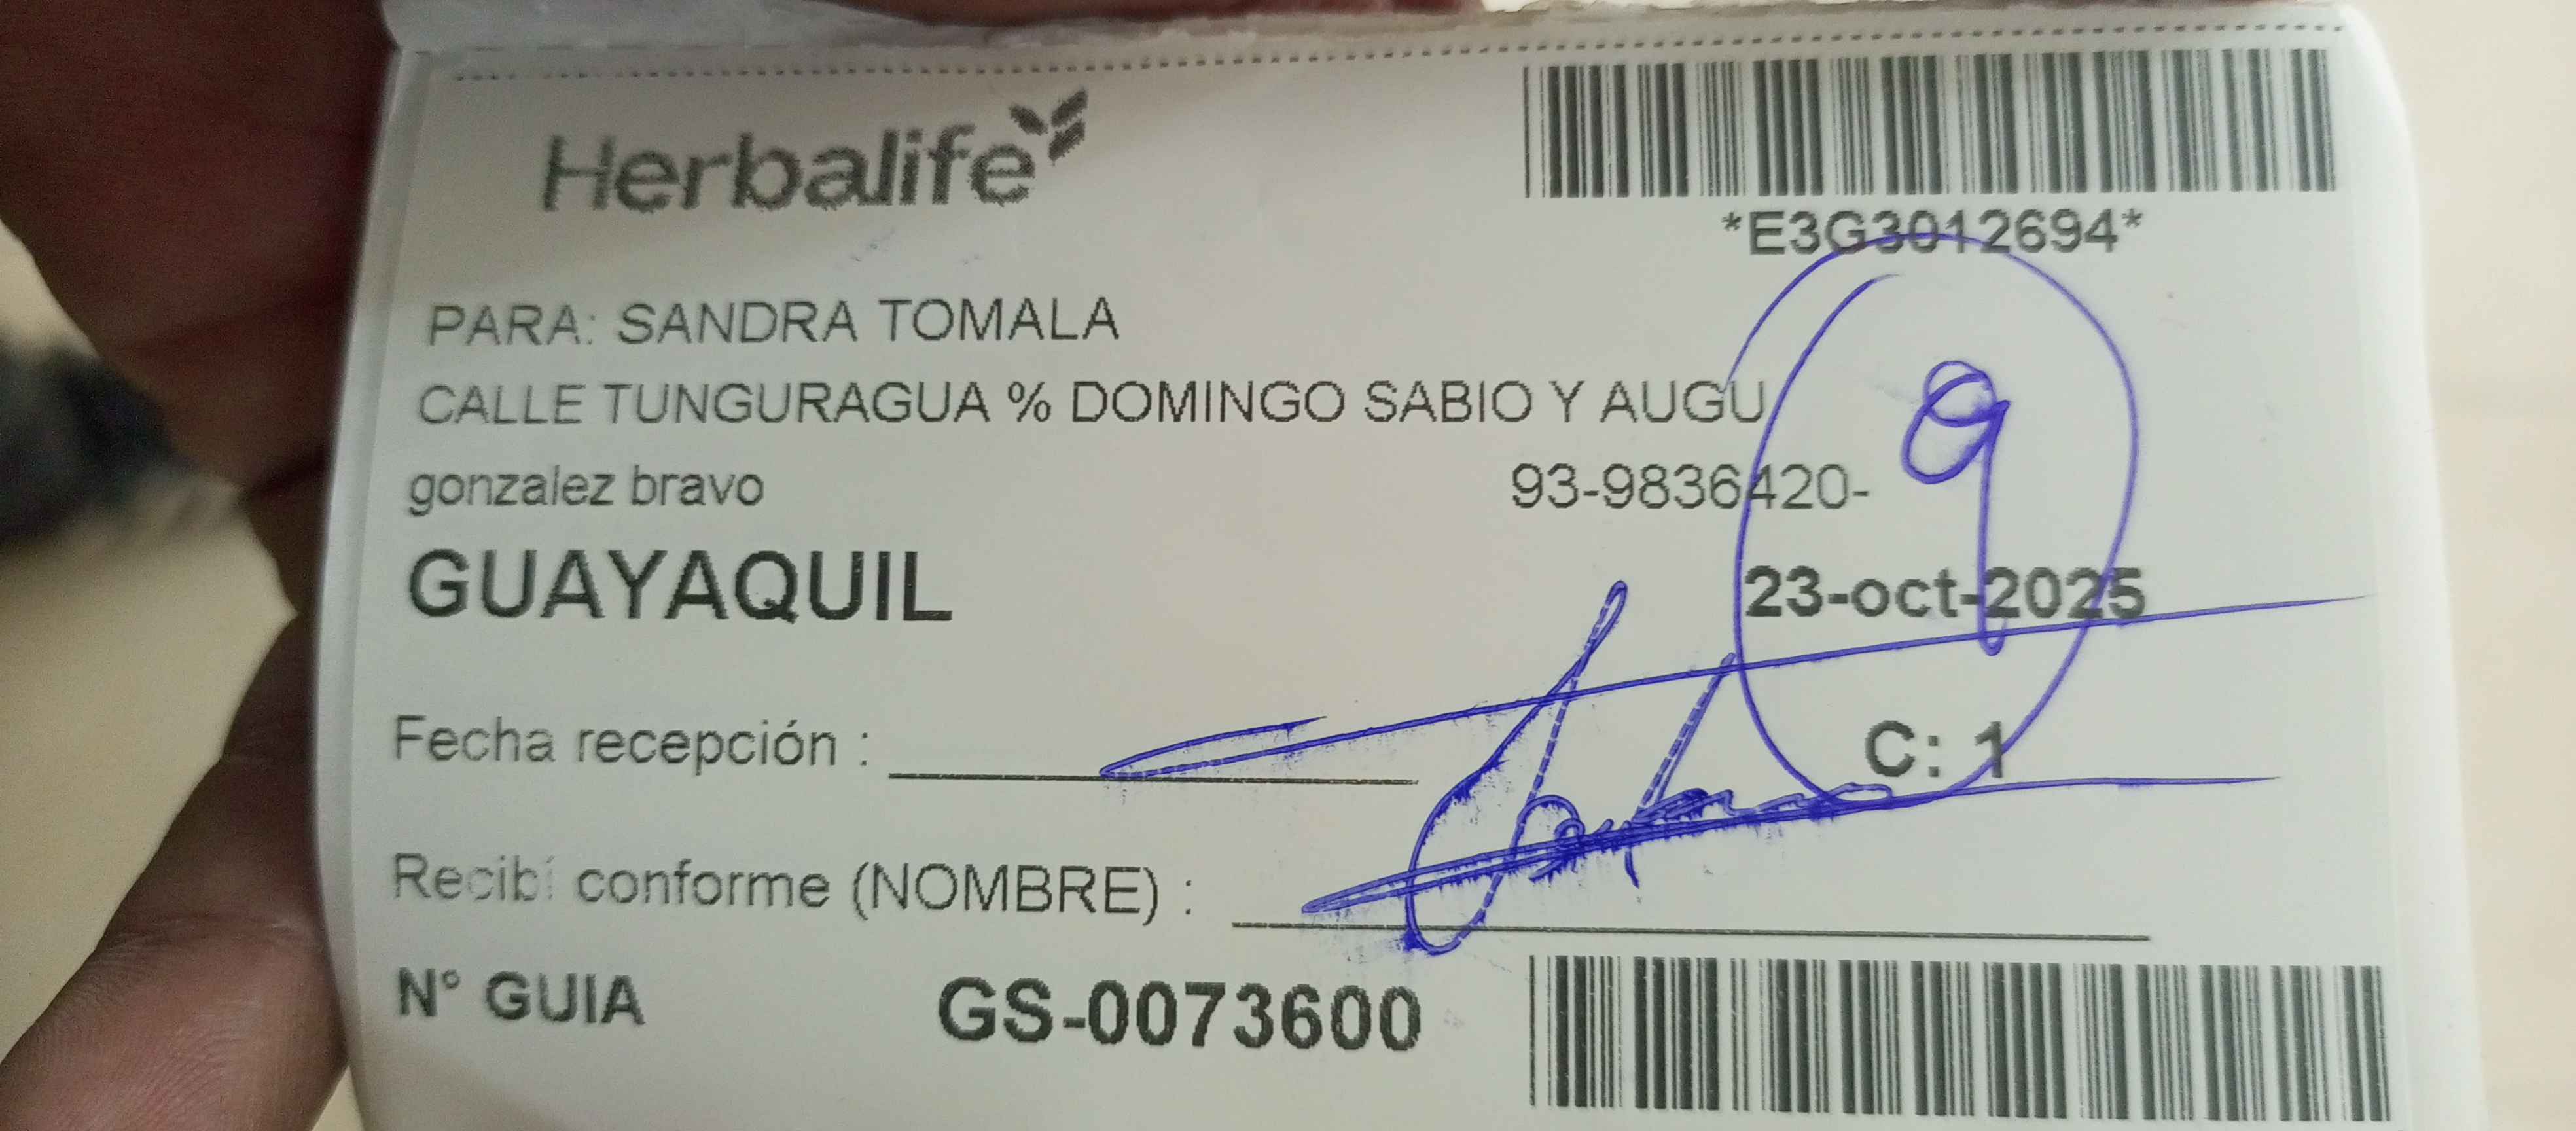 Herbalife
*E3G3012694*
PARA: SANDRA TOMALA
CALLE TUNGURAGUA % DOMINGO SABIO Y AUGU
gonzalez bravo 93-9836420-
9
GUAYAQUIL 23-oct-2025
Fecha recepción :
C: 1
Recibí conforme (NOMBRE) :
N° GUIA GS-0073600